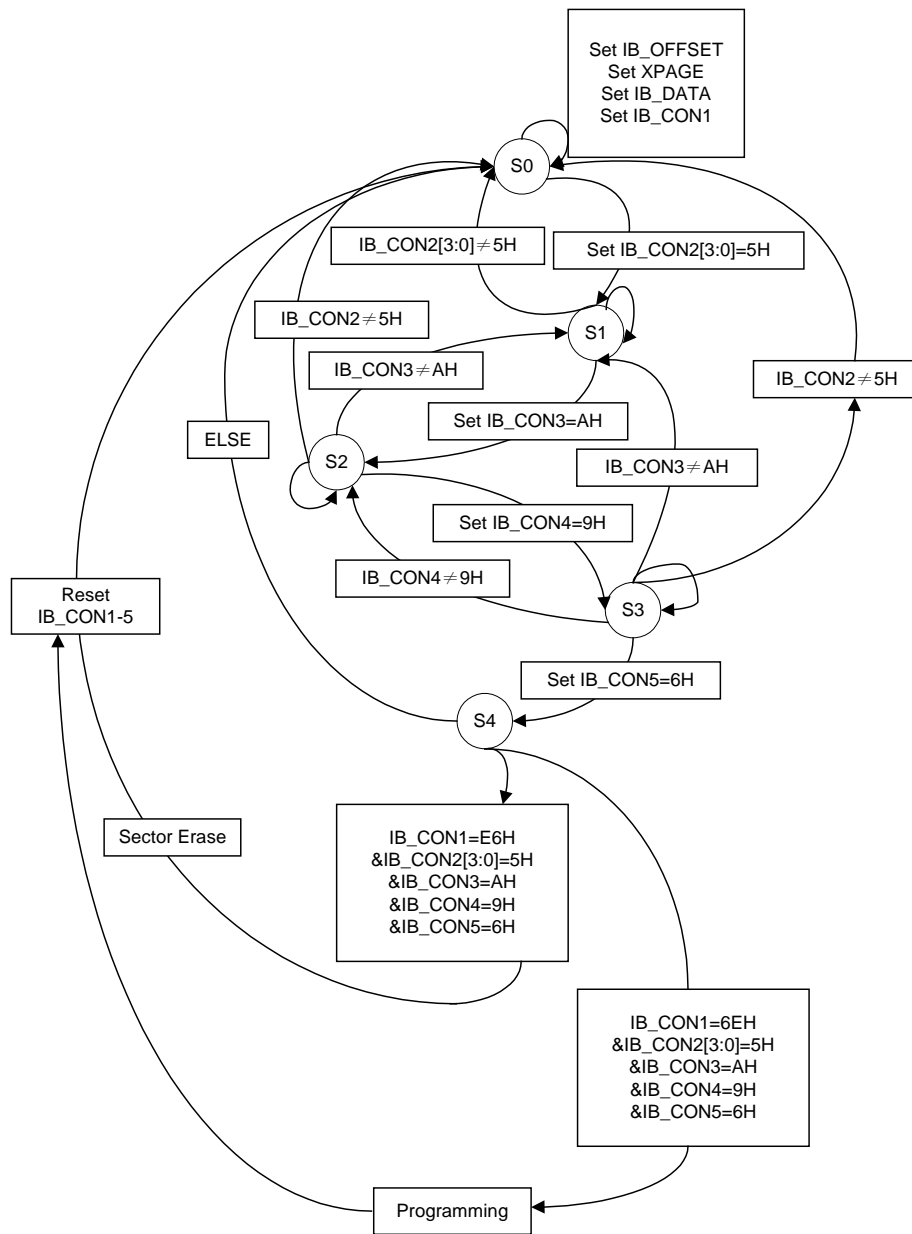 Set IB_OFFSET
Set XPAGE
Set IB_DATA
Set IB_CON1
S0
IB_CON2[3:0]≠5H
Set IB_CON2[3:0]=5H
IB_CON2≠5H
S1
IB_CON3≠AH
IB_CON2≠5H
Set IB_CON3=AH
ELSE
S2
IB_CON3≠AH
Set IB_CON4=9H
IB_CON4≠9H
Reset
IB_CON1-5
S3
Set IB_CON5=6H
S4
Sector Erase
IB_CON1=E6H
&IB_CON2[3:0]=5H
&IB_CON3=AH
&IB_CON4=9H
&IB_CON5=6H
IB_CON1=6EH
&IB_CON2[3:0]=5H
&IB_CON3=AH
&IB_CON4=9H
&IB_CON5=6H
Programming